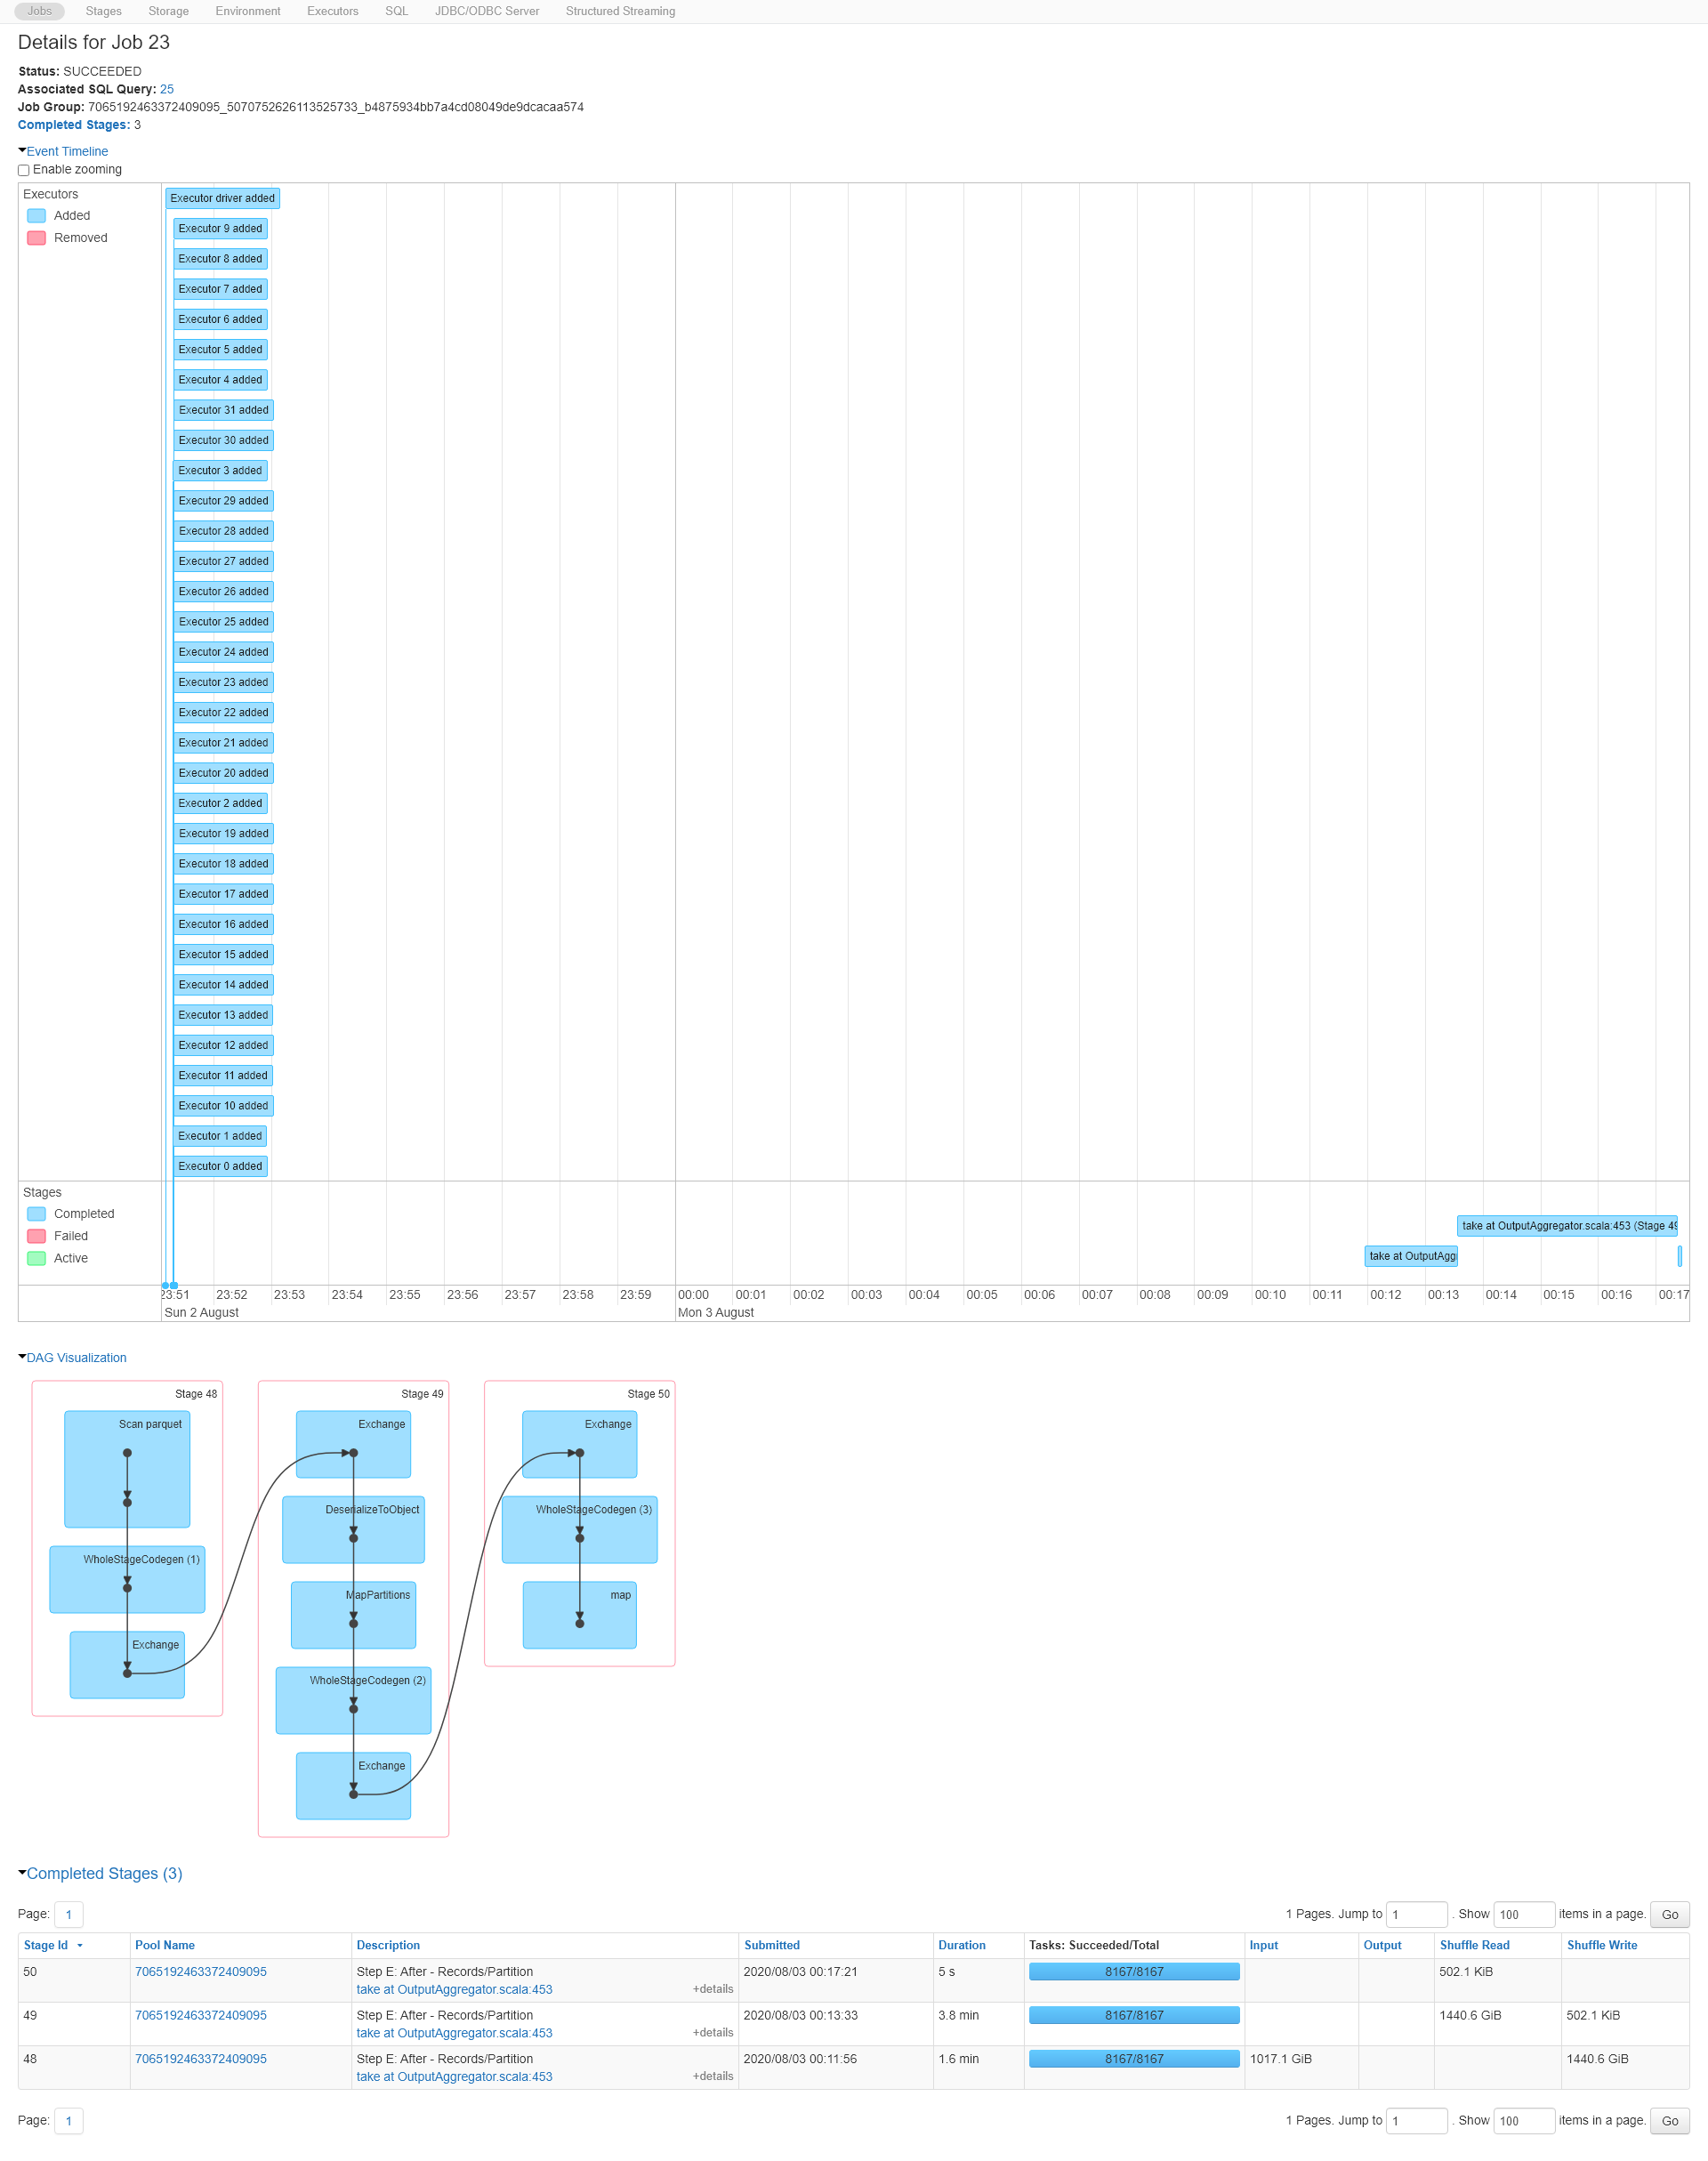 Jobs Stages Storage Environment Executors SQL JDBC/ODBC Server Structured Streaming
Details for Job 23
Status: SUCCEEDED
Associated SQL Query: 25
Job Group: 7065192463372409095_5070752626113525733_b4875934bb7a4cd08049de9dcacaa574
Completed Stages: 3
Event Timeline
Enable zooming
Executors
Added
Removed
Executor driver added
Executor 9 added
Executor 8 added
Executor 7 added
Executor 6 added
Executor 5 added
Executor 4 added
Executor 31 added
Executor 30 added
Executor 3 added
Executor 29 added
Executor 28 added
Executor 27 added
Executor 26 added
Executor 25 added
Executor 24 added
Executor 23 added
Executor 22 added
Executor 21 added
Executor 20 added
Executor 2 added
Executor 19 added
Executor 18 added
Executor 17 added
Executor 16 added
Executor 15 added
Executor 14 added
Executor 13 added
Executor 12 added
Executor 11 added
Executor 10 added
Executor 1 added
Executor 0 added
Stages
Completed
Failed
Active
take at OutputAggregator.scala:453 (Stage 49
take at OutputAgg
23:51 23:52 23:53 23:54 23:55 23:56 23:57 23:58 23:59 00:00 00:01 00:02 00:03 00:04 00:05 00:06 00:07 00:08 00:09 00:10 00:11 00:12 00:13 00:14 00:15 00:16 00:17
Sun 2 August Mon 3 August
DAG Visualization
Stage 48
Scan parquet
WholeStageCodegen (1)
Exchange
Stage 49
Exchange
DeserializeToObject
MapPartitions
WholeStageCodegen (2)
Exchange
Stage 50
Exchange
WholeStageCodegen (3)
map
Completed Stages (3)
Page: 1 1 Pages. Jump to 1 . Show 100 items in a page. Go
Stage Id Pool Name Description Submitted Duration Tasks: Succeeded/Total Input Output Shuffle Read Shuffle Write
50 7065192463372409095 Step E: After - Records/Partition 2020/08/03 00:17:21 5 s 8167/8167 502.1 KiB
take at OutputAggregator.scala:453 +details
49 7065192463372409095 Step E: After - Records/Partition 2020/08/03 00:13:33 3.8 min 8167/8167 1440.6 GiB 502.1 KiB
take at OutputAggregator.scala:453 +details
48 7065192463372409095 Step E: After - Records/Partition 2020/08/03 00:11:56 1.6 min 8167/8167 1017.1 GiB 1440.6 GiB
take at OutputAggregator.scala:453 +details
Page: 1 1 Pages. Jump to 1 . Show 100 items in a page. Go